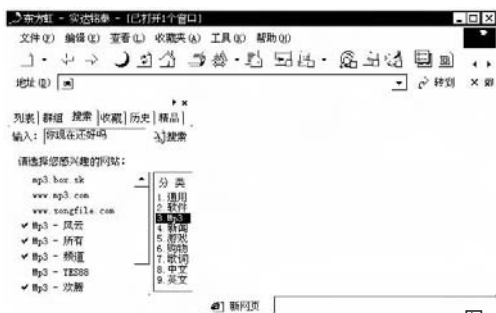 东方虹 - 实达铭泰 - [已打开1个窗口]
文件(F) 编辑(E) 查看(L) 收藏夹(A) 工具(K) 帮助(H)
地址(D)
转到
列表 群组 搜索 收藏 历史 精品
输入: 你现在还好吗 搜索
请选择您感兴趣的网站:
mp3.box.sk
www.mp3.com
www.songfile.com
Mp3 - 风云
Mp3 - 所有
Mp3 - 频道
Mp3 - TES88
Mp3 - 欢腾
分 类
1.通用
2.软件
3.Mp3
4.新闻
5.游戏
6.购物
7.歌词
8.中文
9.英文
新网页